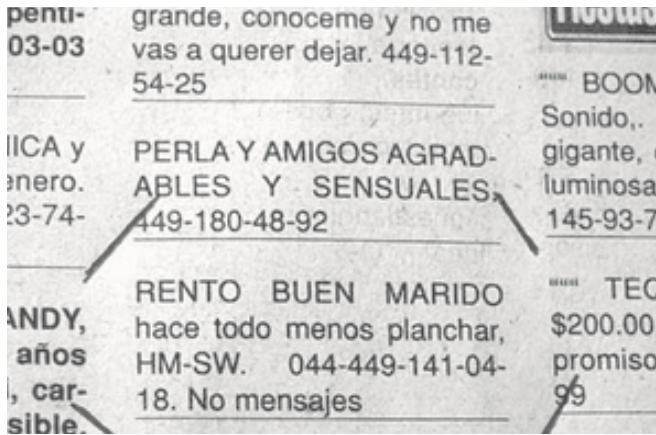 03-03
ICA y
enero.
23-74-
ANDY,
años
car-
sible.
grande, conoceme y no me
vas a querer dejar. 449-112-
54-25
PERLA Y AMIGOS AGRAD-
ABLES Y SENSUALES.
449-180-48-92
RENTO BUEN MARIDO
hace todo menos planchar,
HM-SW. 044-449-141-04-
18. No mensajes
BOOM
Sonido,.
gigante,
luminosa
145-93-7
TEC
$200.00
promiso
99